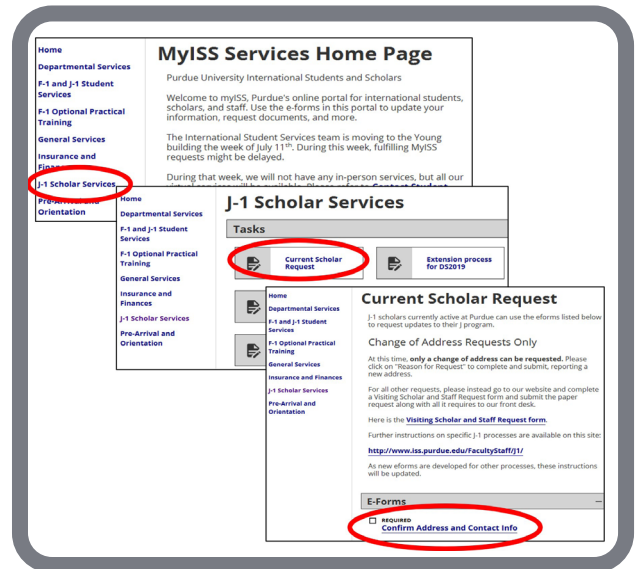 Home
Departmental Services
F-1 and J-1 Student
Services
F-1 Optional Practical
Training
General Services
Insurance and
Finances
J-1 Scholar Services
Pre-Arrival and
Orientation
MyISS Services Home Page
Purdue University International Students and Scholars
Welcome to myISS, Purdue's online portal for international students,
scholars, and staff. Use the e-forms in this portal to update your
information, request documents, and more.
The International Student Services team is moving to the Young
building the week of July 11th. During this week, fulfilling MyISS
requests might be delayed.
During that week, we will not have any in-person services, but all our
Contact Student
Home
Departmental Services
F-1 and J-1 Student
Services
F-1 Optional Practical
Training
General Services
Insurance and
Finances
J-1 Scholar Services
Pre-Arrival and
Orientation
J-1 Scholar Services
Tasks
Current Scholar
Request
Extension process
for DS2019
Home
Departmental Services
F-1 and J-1 Student
Services
F-1 Optional Practical
Training
General Services
Insurance and Finances
J-1 Scholar Services
Pre-Arrival and
Orientation
Current Scholar Request
J-1 scholars currently active at Purdue can use the eforms listed below
to request updates to their J program.
Change of Address Requests Only
At this time, only a change of address can be requested. Please
click on "Reason for Request" to complete and submit, reporting a
new address.
For all other requests, please instead go to our website and complete
a Visiting Scholar and Staff Request form and submit the paper
request along with all it requires to our front desk.
Here is the Visiting Scholar and Staff Request form.
Further instructions on specific J-1 processes are available on this site:
http://www.iss.purdue.edu/FacultyStaff/J1/
As new eforms are developed for other processes, these instructions
will be updated.
E-Forms
REQUIRED
Confirm Address and Contact Info